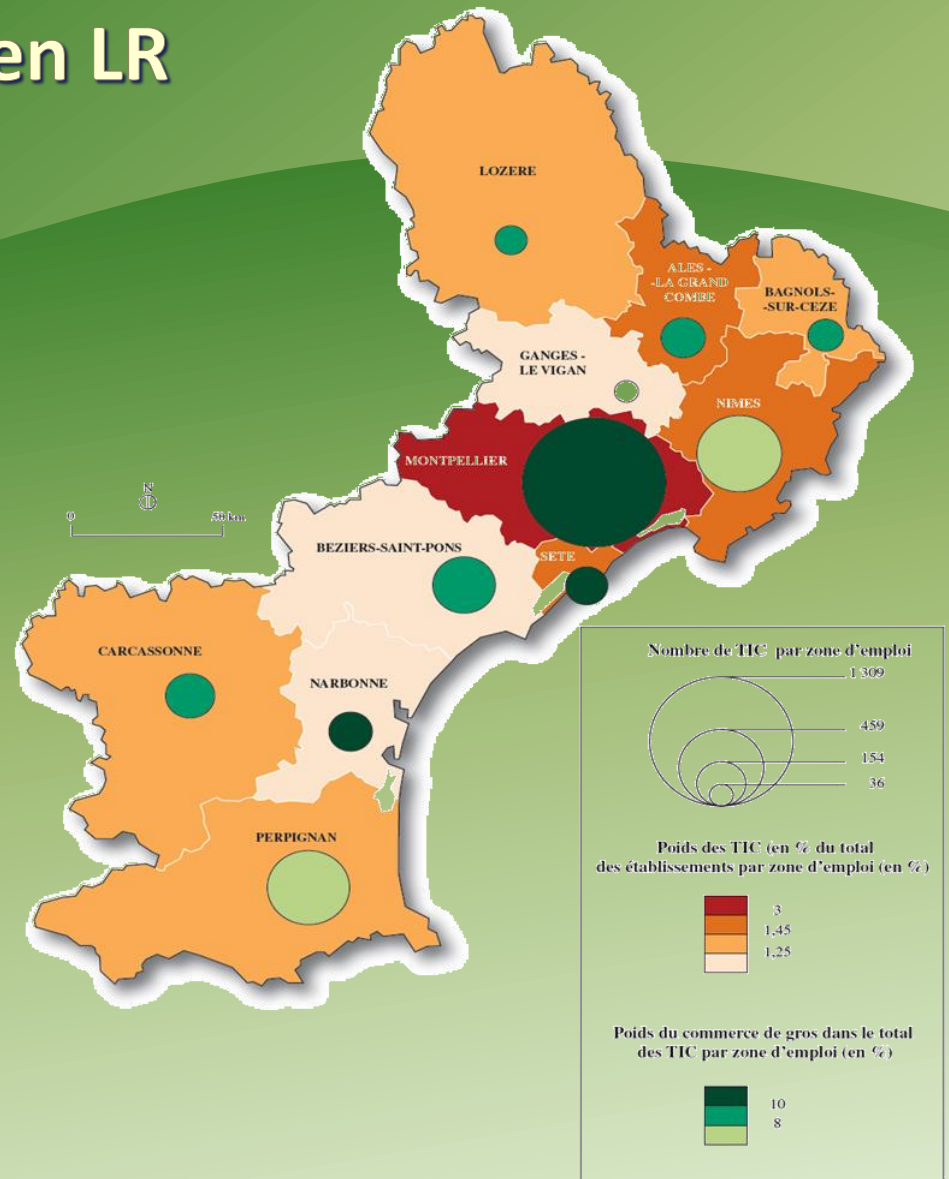 en LR
LOZERE
ALES -
-LA GRAND
COMBE
BAGNOLS-
-SUR-CEZE
GANGES -
LE VIGAN
NIMES
MONTPELLIER
N
0
50 km
BEZIERS-SAINT-PONS
SETE
CARCASSONNE
NARBONNE
PERPIGNAN
Nombre de TIC par zone d'emploi
1 309
459
154
36
Poids des TIC (en % du total
des établissements par zone d'emploi (en %)
3
1,45
1,25
Poids du commerce de gros dans le total
des TIC par zone d'emploi (en %)
10
8